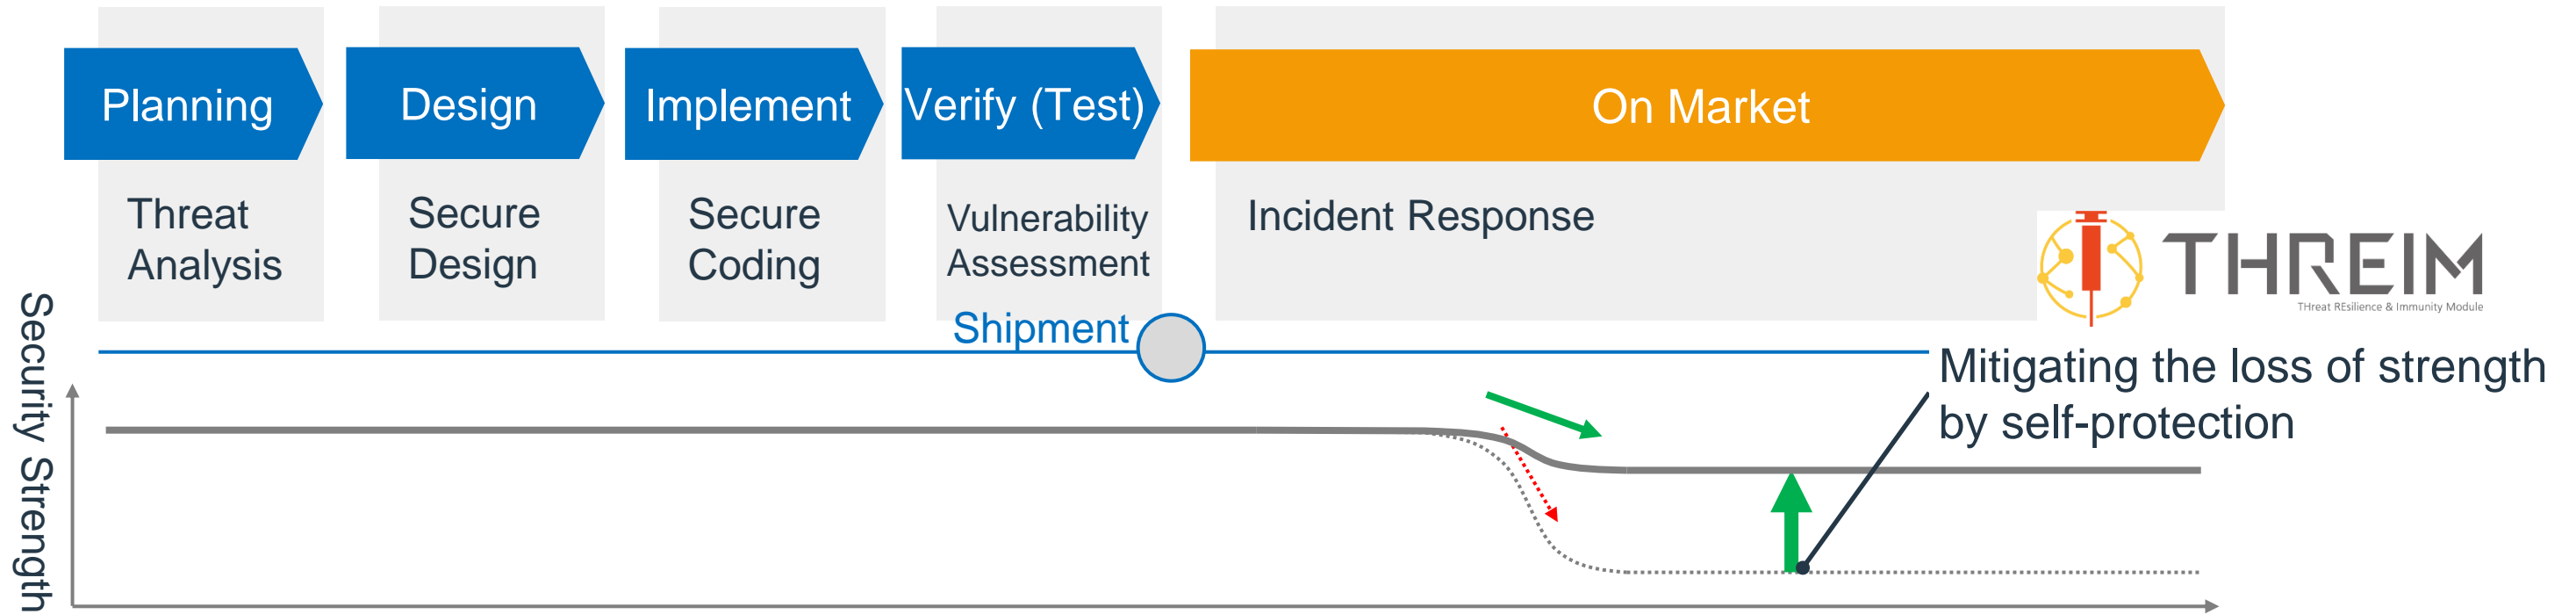 Planning
Design
Implement
Verify (Test)
On Market
Threat
Analysis
Secure
Design
Secure
Coding
Vulnerability
Assessment
Incident Response
THREIM
THreat REsilience & Immunity Module
Shipment
Security Strength
Mitigating the loss of strength
by self-protection